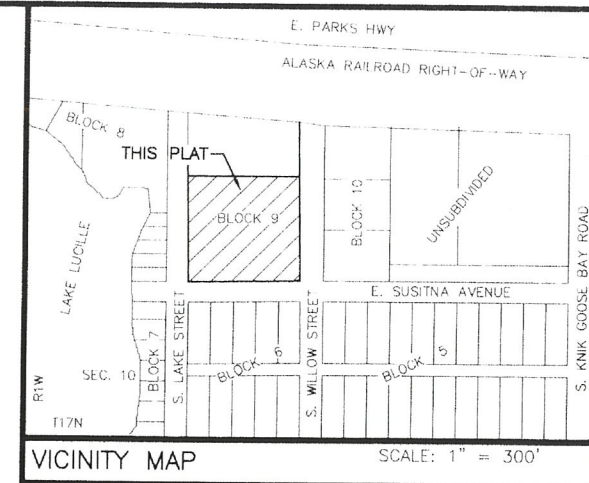 E. PARKS HWY
ALASKA RAILROAD RIGHT-OF-WAY
BLOCK 8
THIS PLAT
BLOCK 9
BLOCK 10
UNSUBDIVIDED
LAKE LUCILLE
S. KNIK GOOSE BAY ROAD
E. SUSITNA AVENUE
S. LAKE STREET
S. WILLOW STREET
BLOCK 7
BLOCK 6
BLOCK 5
SEC. 10
R1W
T17N
VICINITY MAP
SCALE: 1" = 300'